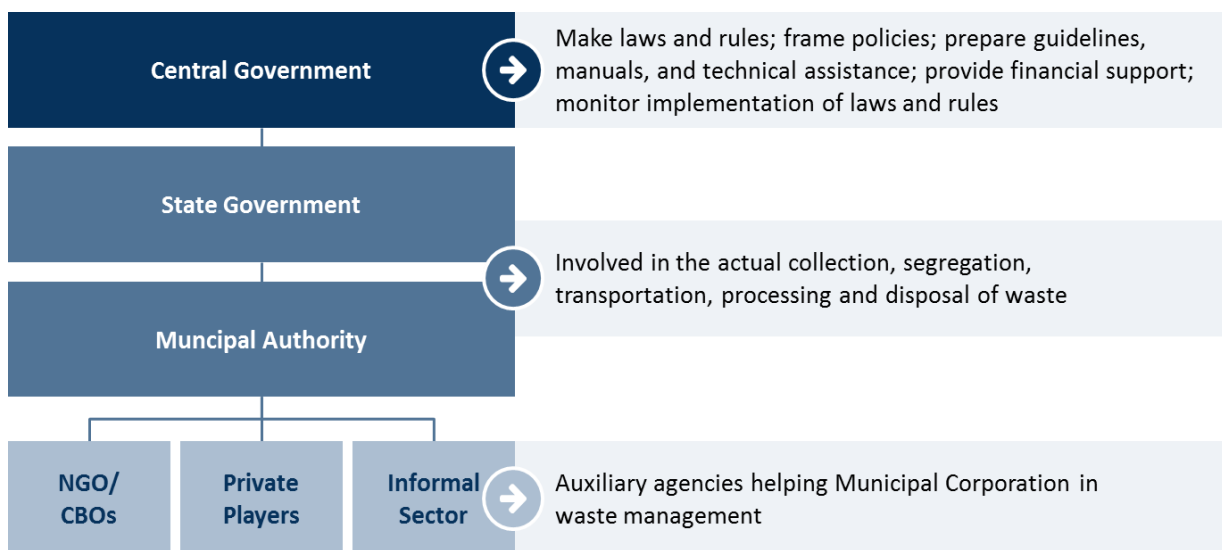 Central Government
Make laws and rules; frame policies; prepare guidelines,
manuals, and technical assistance; provide financial support;
monitor implementation of laws and rules
State Government
Involved in the actual collection, segregation,
transportation, processing and disposal of waste
Muncipal Authority
NGO/
CBOs
Private
Players
Informal
Sector
Auxiliary agencies helping Municipal Corporation in
waste management